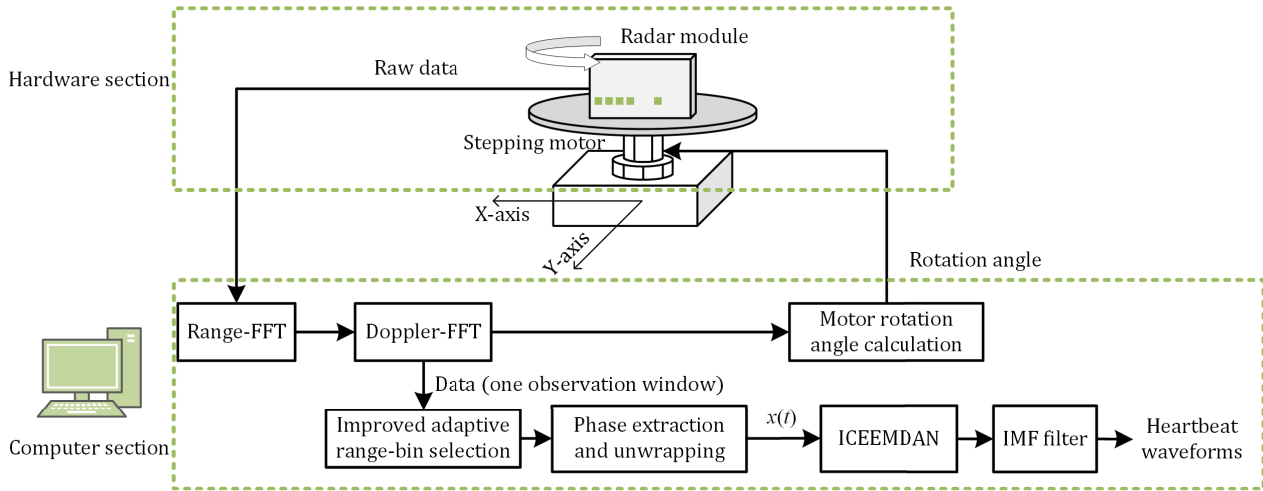 Radar module
Raw data
Hardware section
Stepping motor
X-axis
Y-axis
Rotation angle
Range-FFT
Doppler-FFT
Motor rotation
angle calculation
Data (one observation window)
Improved adaptive
range-bin selection
Phase extraction
and unwrapping
x(t)
ICEEMDAN
IMF filter
Heartbeat
waveforms
Computer section